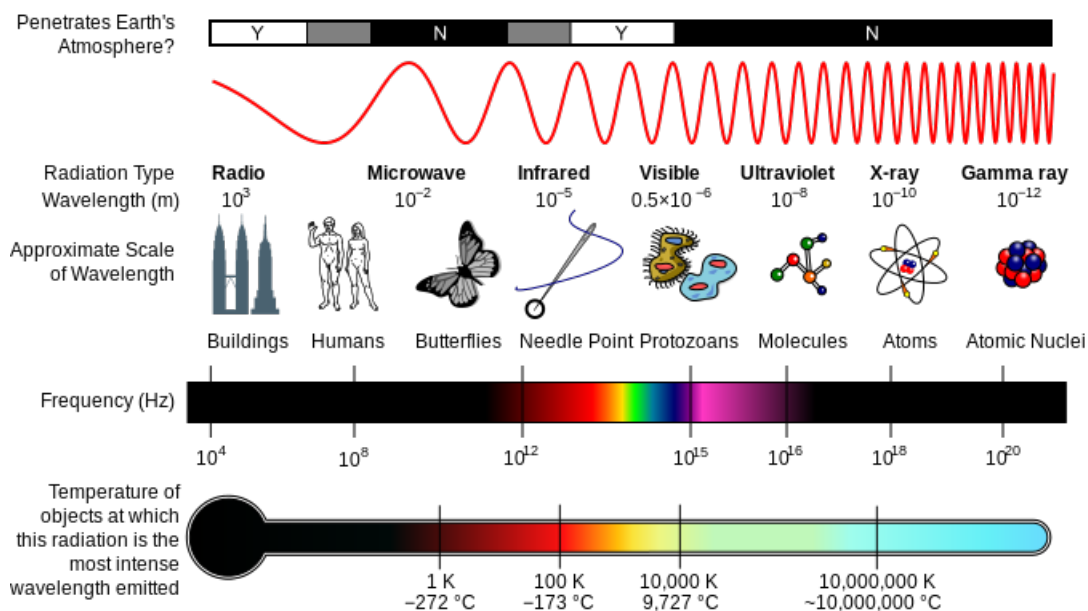 Penetrates Earth's
Atmosphere?
Y N Y N
Radiation Type
Radio Microwave Infrared Visible Ultraviolet X-ray Gamma ray
Wavelength (m)
10³ 10⁻² 10⁻⁵ 0.5×10⁻⁶ 10⁻⁸ 10⁻¹⁰ 10⁻¹²
Approximate Scale
of Wavelength
Buildings Humans Butterflies Needle Point Protozoans Molecules Atoms Atomic Nuclei
Frequency (Hz)
10⁴ 10⁸ 10¹² 10¹⁵ 10¹⁶ 10¹⁸ 10²⁰
Temperature of
objects at which
this radiation is the
most intense
wavelength emitted
1 K 100 K 10,000 K 10,000,000 K
−272 °C −173 °C 9,727 °C ~10,000,000 °C